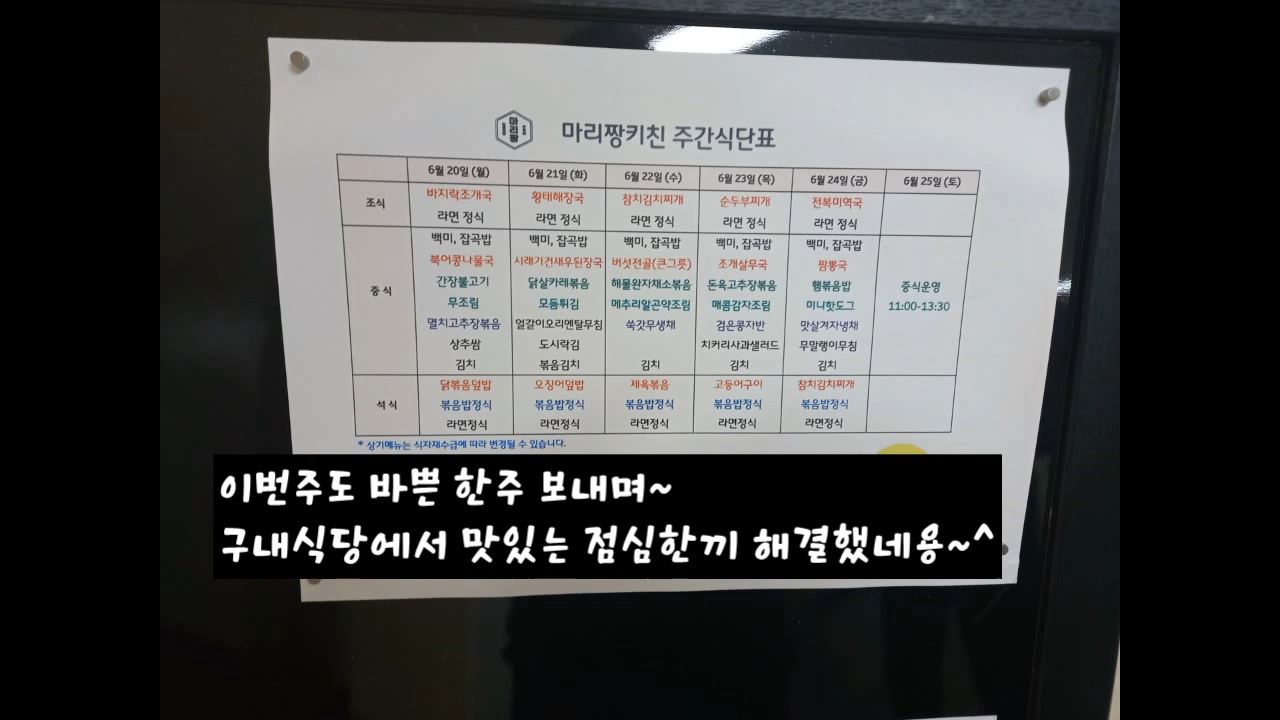 마리짱
마리짱키친 주간식단표
6월 20일 (월) 6월 21일 (화) 6월 22일 (수) 6월 23일 (목) 6월 24일 (금) 6월 25일 (토)
조식 바지락조개국 황태해장국 참치김치찌개 순두부찌개 전복미역국
라면 정식 라면 정식 라면 정식 라면 정식 라면 정식
백미, 잡곡밥 백미, 잡곡밥 백미, 잡곡밥 백미, 잡곡밥 백미, 잡곡밥
북어콩나물국 시래기건새우된장국 버섯전골(큰그릇) 조개살무국 짬뽕국
중식 간장불고기 닭살카레볶음 해물완자채소볶음 돈육고추장볶음 햄볶음밥 중식운영
무조림 모듬튀김 메추리알곤약조림 매콤감자조림 미니핫도그 11:00-13:30
멸치고추장볶음 얼갈이오리엔탈무침 쑥갓무생채 검은콩자반 맛살겨자냉채
상추쌈 도시락김 치커리사과샐러드 무말랭이무침
김치 볶음김치 김치 김치 김치
닭볶음덮밥 오징어덮밥 제육볶음 고등어구이 참치김치찌개
석식 볶음밥정식 볶음밥정식 볶음밥정식 볶음밥정식 볶음밥정식
라면정식 라면정식 라면정식 라면정식 라면정식
* 상기메뉴는 식자재수급에 따라 변경될 수 있습니다.
이번주도 바쁜 한주 보내며~
구내식당에서 맛있는 점심한끼 해결했네용~^